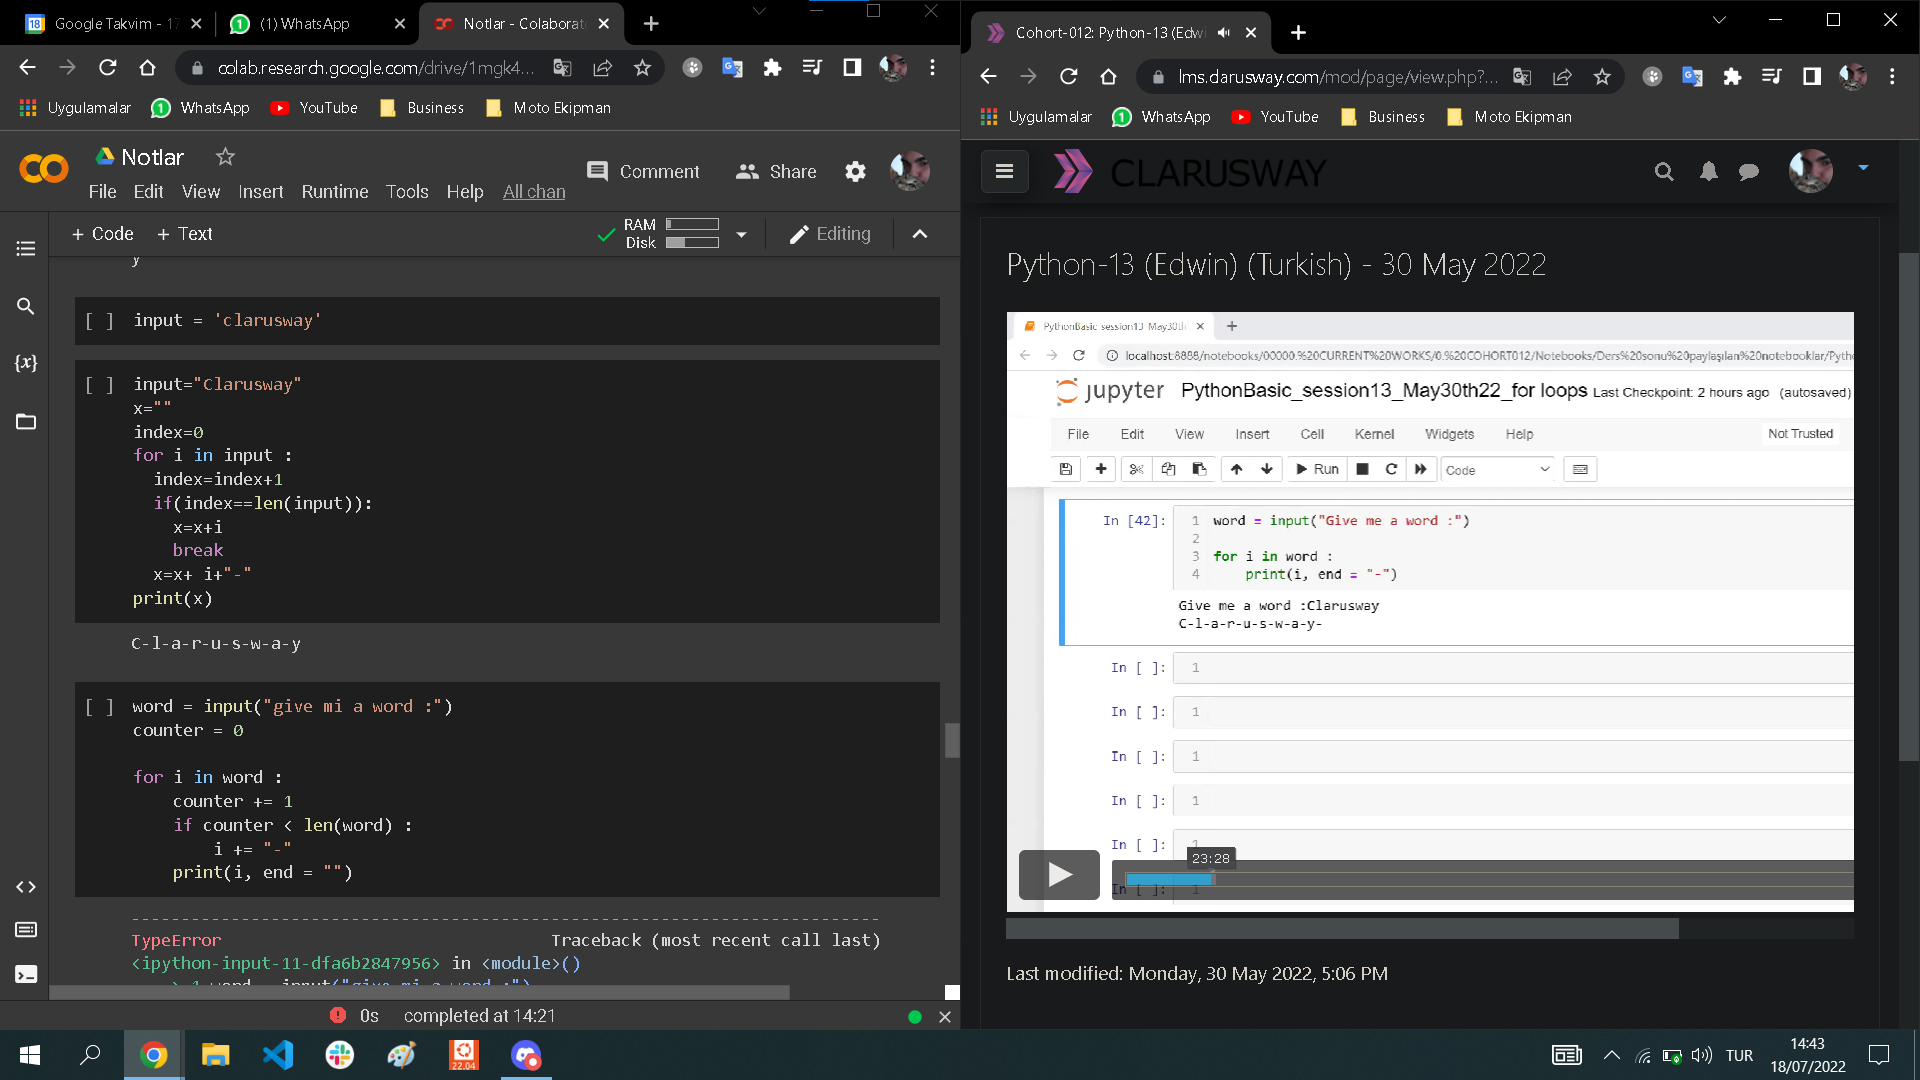 Google Takvim - 17
(1) WhatsApp
Notlar - Colaborat
colab.research.google.com/drive/1mgk4...
Uygulamalar
WhatsApp
YouTube
Business
Moto Ekipman
Notlar
Comment
Share
File Edit View Insert Runtime Tools Help All chan
+ Code + Text
RAM
Disk
Editing
y
[ ] input = 'clarusway'
[ ] input="Clarusway"
x=""
index=0
for i in input :
index=index+1
if(index==len(input)):
x=x+i
break
x=x+ i+"-"
print(x)
C-l-a-r-u-s-w-a-y
[ ] word = input("give mi a word :")
counter = 0
for i in word :
counter += 1
if counter < len(word) :
i += "-"
print(i, end = "")
---------------------------------------------------------------------------
TypeError Traceback (most recent call last)
<ipython-input-11-dfa6b2847956> in <module>()
----> 1 word = input("give mi a word :")
0s completed at 14:21
Cohort-012: Python-13 (Edwi
lms.clarusway.com/mod/page/view.php?...
Uygulamalar
WhatsApp
YouTube
Business
Moto Ekipman
CLARUSWAY
Python-13 (Edwin) (Turkish) - 30 May 2022
PythonBasic_session13_May30th
localhost:8888/notebooks/00000.%20CURRENT%20WORKS/0.%20COHORT012/Notebooks/Ders%20sonu%20paylaşılan%20notebooklar/Pytho
jupyter PythonBasic_session13_May30th22_for loops Last Checkpoint: 2 hours ago (autosaved)
File Edit View Insert Cell Kernel Widgets Help Not Trusted
Run Code
In [42]: 1 word = input("Give me a word :")
2
3 for i in word :
4 print(i, end = "-")
Give me a word :Clarusway
C-l-a-r-u-s-w-a-y-
In [ ]: 1
In [ ]: 1
In [ ]: 1
In [ ]: 1
In [ ]: 1
23:28
In [ ]: 1
Last modified: Monday, 30 May 2022, 5:06 PM
22.04
TUR
14:43
18/07/2022